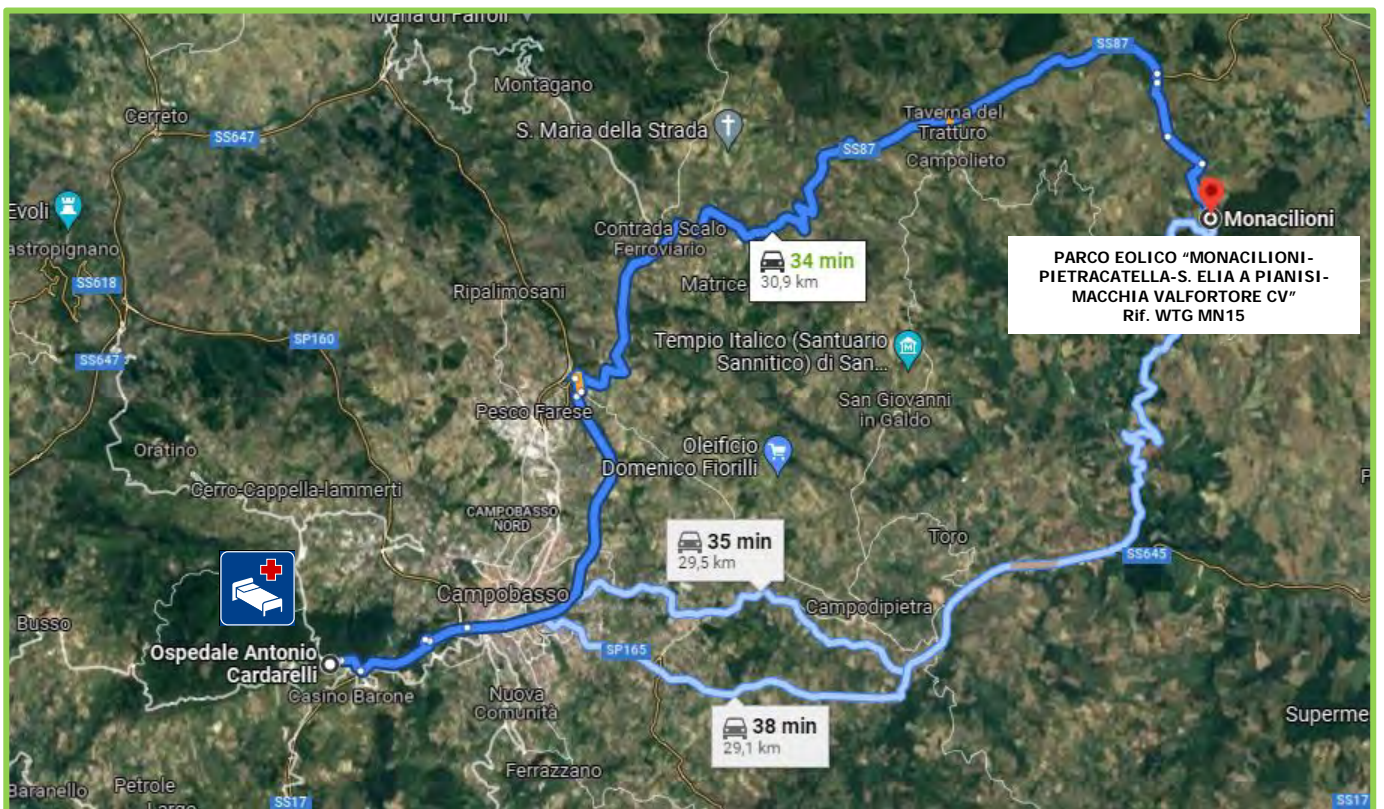 Maria di Faifoli
SS87
Montagano
Cerreto
Taverna del
Tratturo
S. Maria della Strada
SS647
SS87
Campolieto
Evoli
Monacilioni
Contrada Scalo
Ferroviario
astropignano
34 min
30,9 km
PARCO EOLICO “MONACILIONI-
PIETRACATELLA-S. ELIA A PIANISI-
MACCHIA VALFORTORE CV”
Rif. WTG MN15
SS618
Ripalimosani
Matrice
SP160
Tempio Italico (Santuario
Sannitico) di San...
SS647
San Giovanni
in Galdo
Pesco Farese
Oratino
Oleificio
Domenico Fiorilli
Cerro-Cappella-Iammerti
CAMPOBASSO
NORD
35 min
29,5 km
Toro
SS645
Campobasso
Campodipietra
Busso
Ospedale Antonio
Cardarelli
SP165
Casino Barone
Nuova
Comunità
38 min
29,1 km
Superme
Ferrazzano
Baranello
Petrole
Largo
SS17
SS17